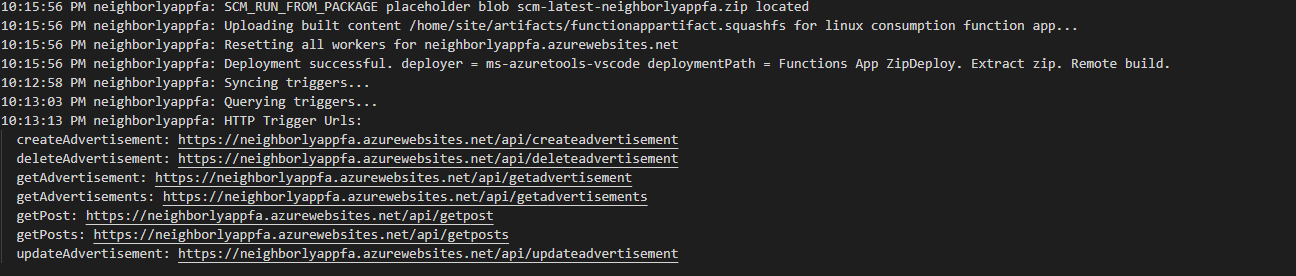 10:15:56 PM neighborlyappfa: SCM_RUN_FROM_PACKAGE placeholder blob scm-latest-neighborlyappfa.zip located
10:15:56 PM neighborlyappfa: Uploading built content /home/site/artifacts/functionappartifact.squashfs for linux consumption function app...
10:15:56 PM neighborlyappfa: Resetting all workers for neighborlyappfa.azurewebsites.net
10:15:56 PM neighborlyappfa: Deployment successful. deployer = ms-azuretools-vscode deploymentPath = Functions App ZipDeploy. Extract zip. Remote build.
10:12:58 PM neighborlyappfa: Syncing triggers...
10:13:03 PM neighborlyappfa: Querying triggers...
10:13:13 PM neighborlyappfa: HTTP Trigger Urls:
createAdvertisement: https://neighborlyappfa.azurewebsites.net/api/createadvertisement
deleteAdvertisement: https://neighborlyappfa.azurewebsites.net/api/deleteadvertisement
getAdvertisement: https://neighborlyappfa.azurewebsites.net/api/getadvertisement
getAdvertisements: https://neighborlyappfa.azurewebsites.net/api/getadvertisements
getPost: https://neighborlyappfa.azurewebsites.net/api/getpost
getPosts: https://neighborlyappfa.azurewebsites.net/api/getposts
updateAdvertisement: https://neighborlyappfa.azurewebsites.net/api/updateadvertisement